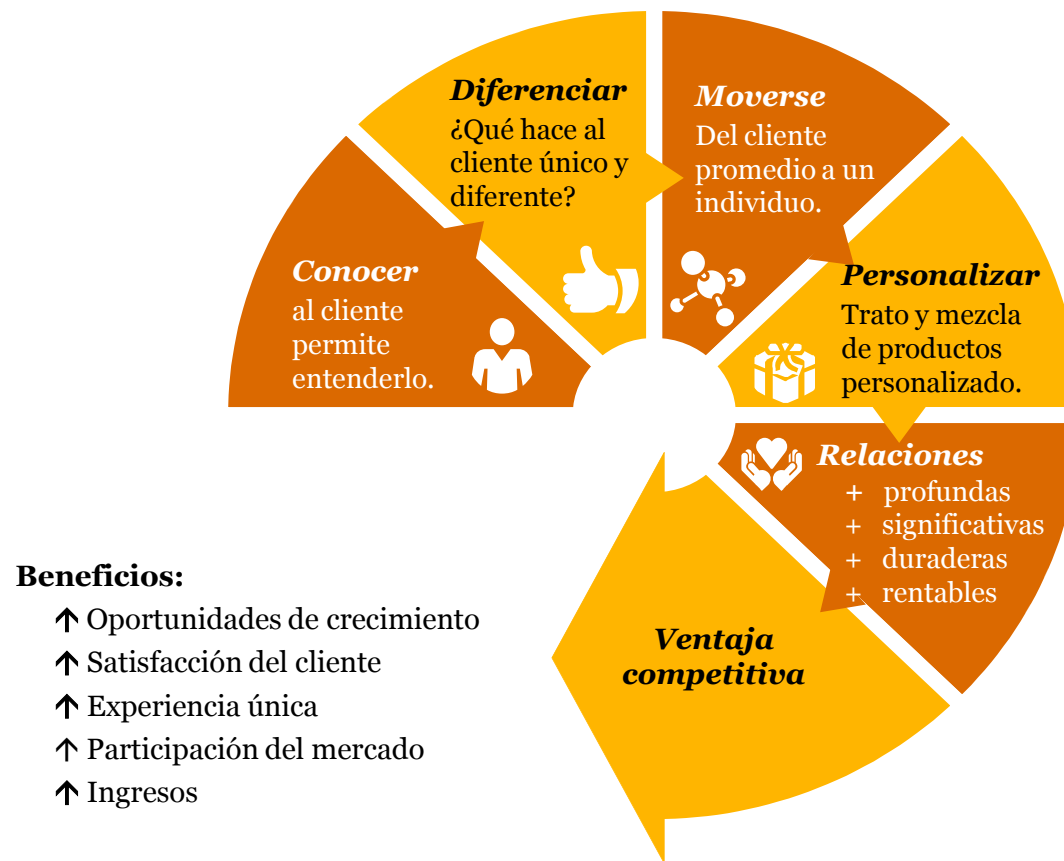 Conocer
al cliente
permite
entenderlo.
Diferenciar
¿Qué hace al
cliente único y
diferente?
Moverse
Del cliente
promedio a un
individuo.
Personalizar
Trato y mezcla
de productos
personalizado.
Relaciones
+ profundas
+ significativas
+ duraderas
+ rentables
Ventaja
competitiva
Beneficios:
↑ Oportunidades de crecimiento
↑ Satisfacción del cliente
↑ Experiencia única
↑ Participación del mercado
↑ Ingresos